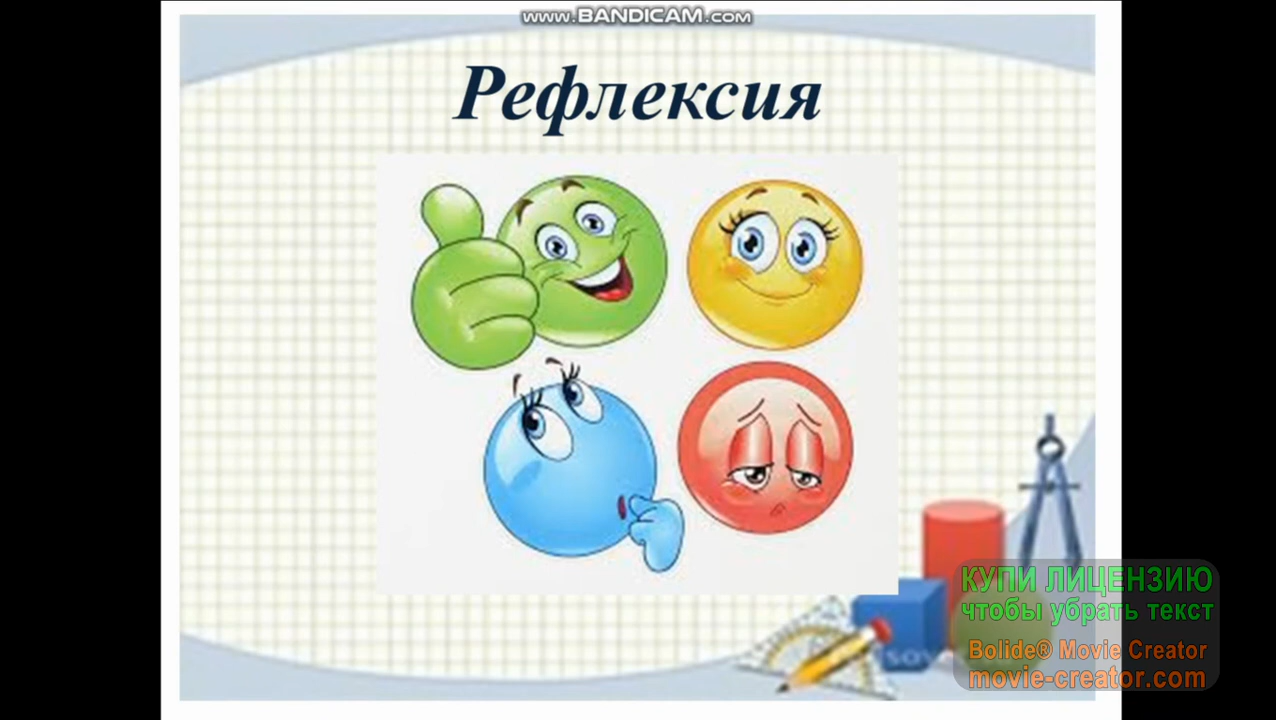 www.BANDICAM.com
Рефлексия
КУПИ ЛИЦЕНЗИЮ
чтобы убрать текст
Bolide® Movie Creator
movie-creator.com